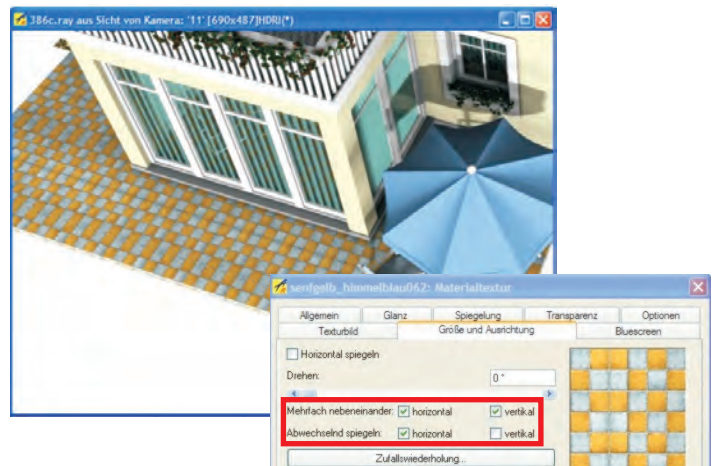 386c.ray aus Sicht von Kamera: '11' [690x487]HDRI(*)
senfgelb_himmelblau062: Materialtextur
Allgemein Glanz Spiegelung Transparenz Optionen
Texturbild Größe und Ausrichtung Bluescreen
Horizontal spiegeln
Drehen: 0 °
Mehrfach nebeneinander: horizontal vertikal
Abwechselnd spiegeln: horizontal vertikal
Zufallswiederholung...